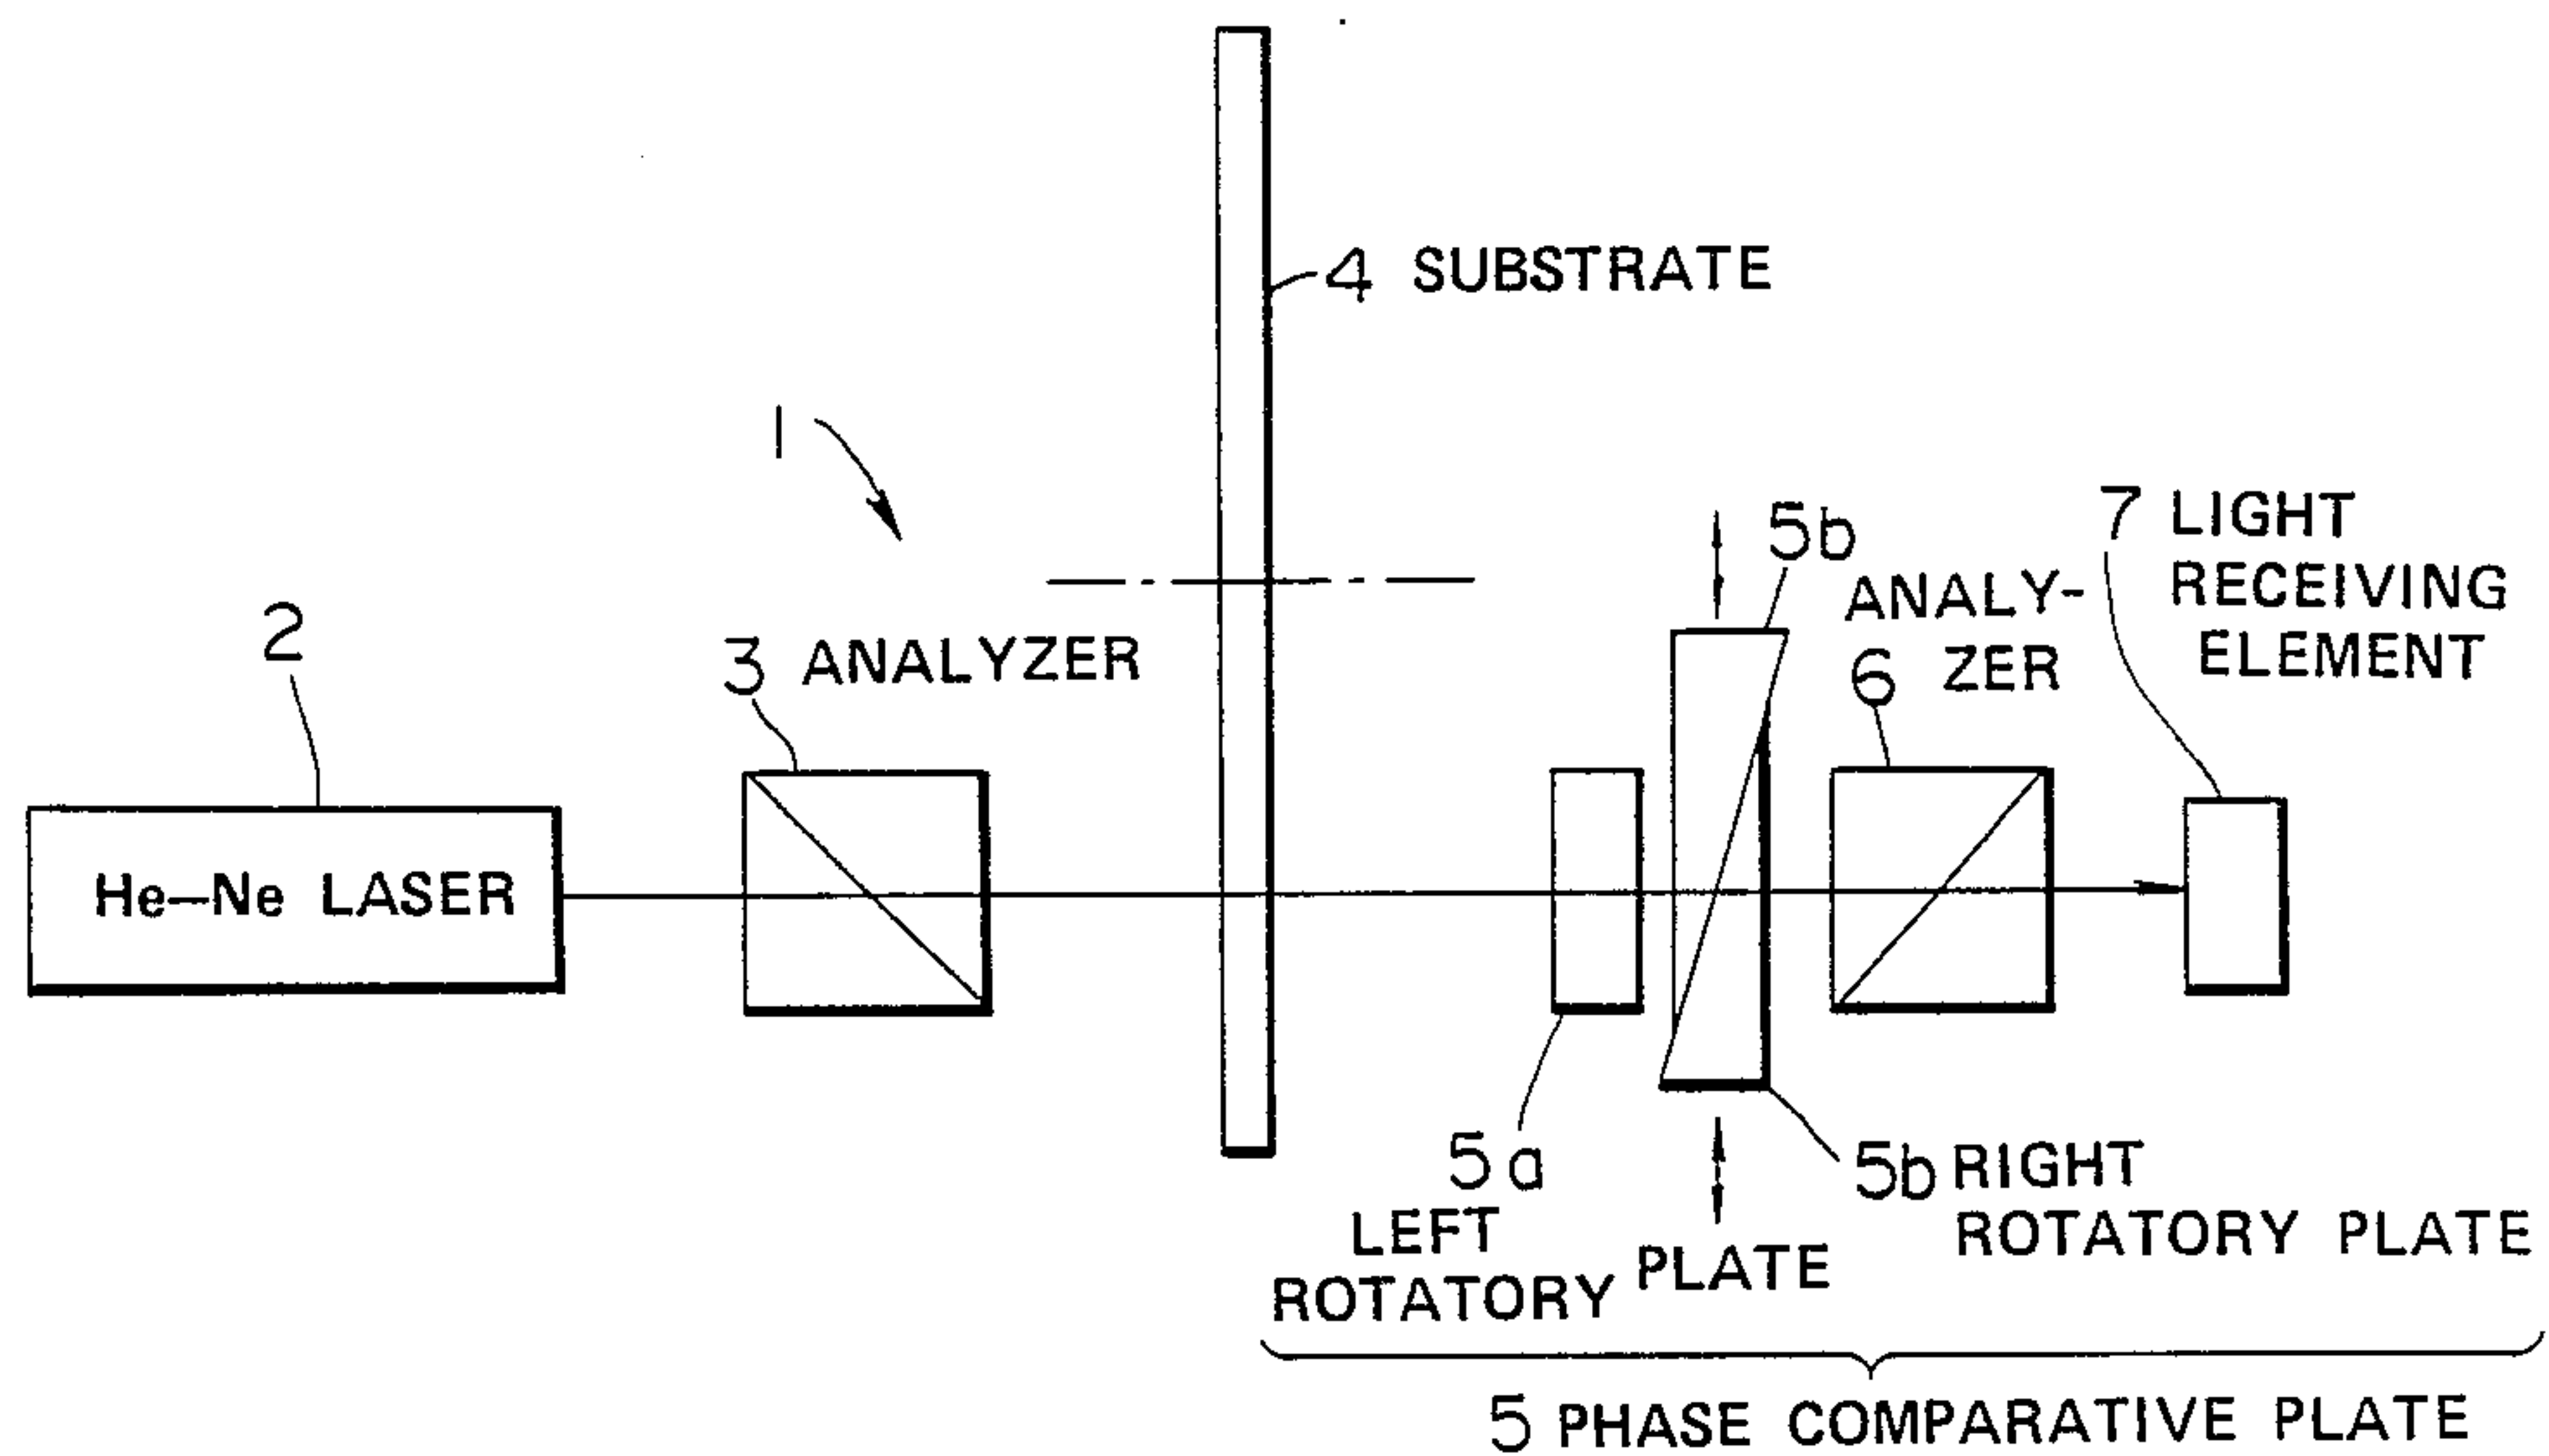 4 SUBSTRATE
1
2
He–Ne LASER
3 ANALYZER
5b
ANALY-
6 ZER
7 LIGHT
RECEIVING
ELEMENT
5a
LEFT
ROTATORY PLATE
5b RIGHT
ROTATORY PLATE
5 PHASE COMPARATIVE PLATE